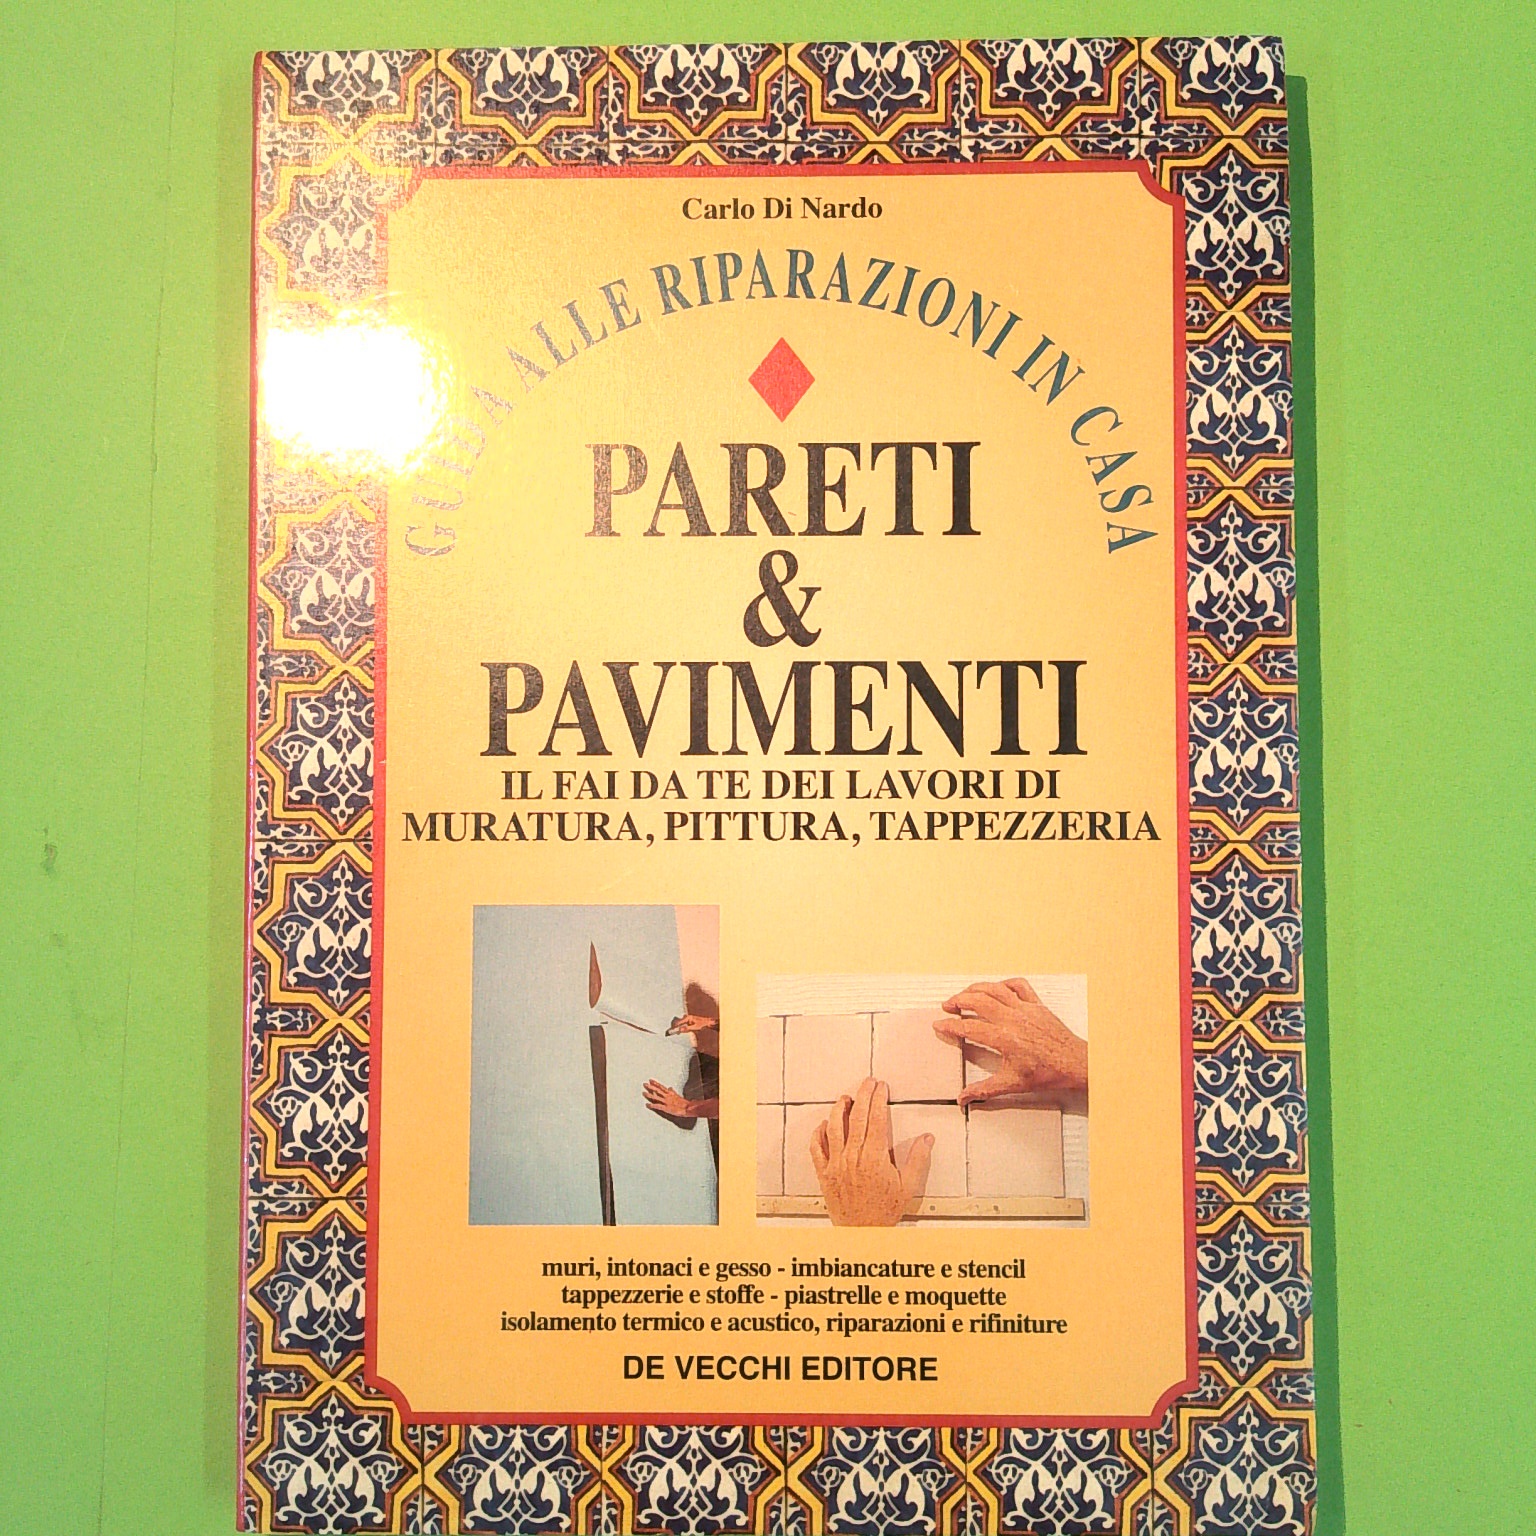 Carlo Di Nardo
GUIDA ALLE RIPARAZIONI IN CASA
PARETI
&
PAVIMENTI
IL FAI DA TE DEI LAVORI DI
MURATURA, PITTURA, TAPPEZZERIA
muri, intonaci e gesso - imbiancature e stencil
tappezzerie e stoffe - piastrelle e moquette
isolamento termico e acustico, riparazioni e rifiniture
DE VECCHI EDITORE